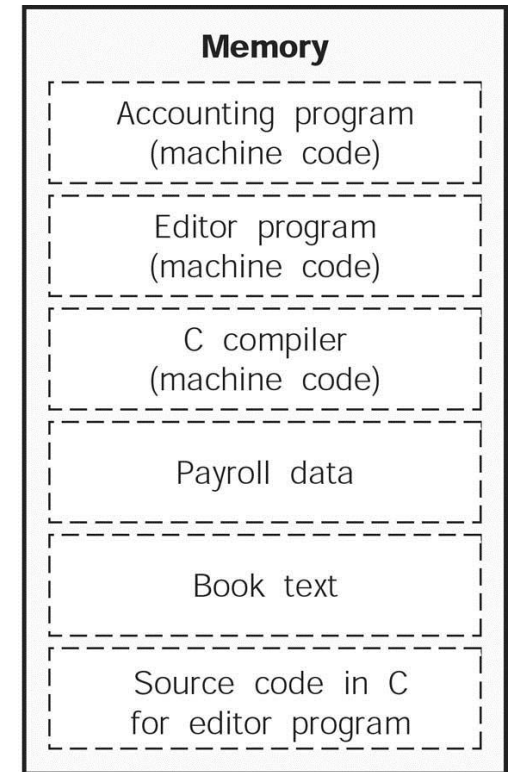 Memory
Accounting program
(machine code)
Editor program
(machine code)
C compiler
(machine code)
Payroll data
Book text
Source code in C
for editor program